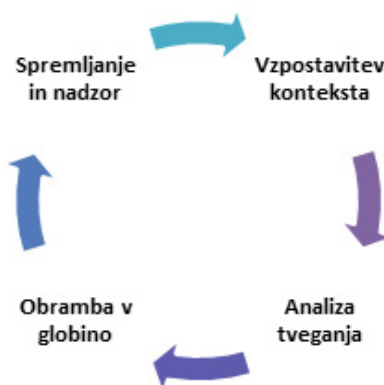 Spremljanje
in nadzor
Vzpostavitev
konteksta
Analiza
tveganja
Obramba v
globino